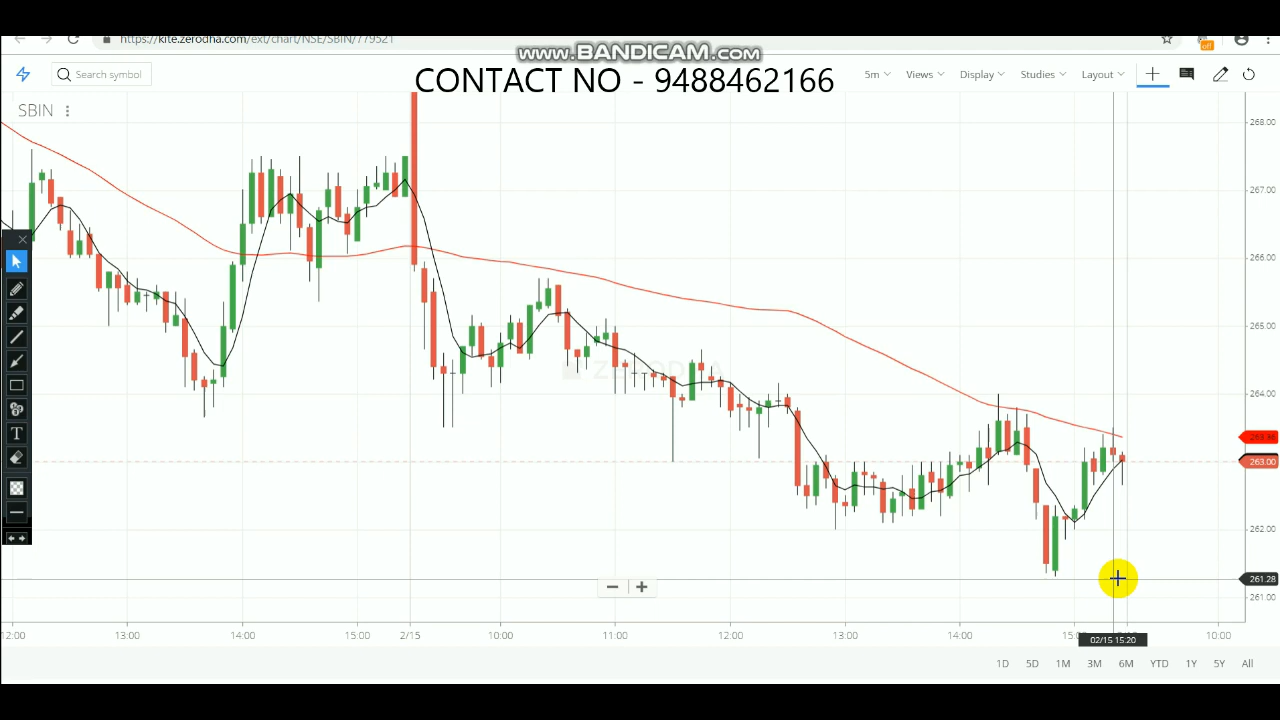 https://kite.zerodha.com/ext/chart/NSE/SBIN/779521
off
www.BANDICAM.com
CONTACT NO - 9488462166
Search symbol
5m Views Display Studies Layout
SBIN
268.00
267.00
266.00
265.00
ZERODHA
264.00
263.00
262.00
261.28
261.00
T
12:00 13:00 14:00 15:00 2/15 10:00 11:00 12:00 13:00 14:00 10:00
02/15 15:20
1D 5D 1M 3M 6M YTD 1Y 5Y All